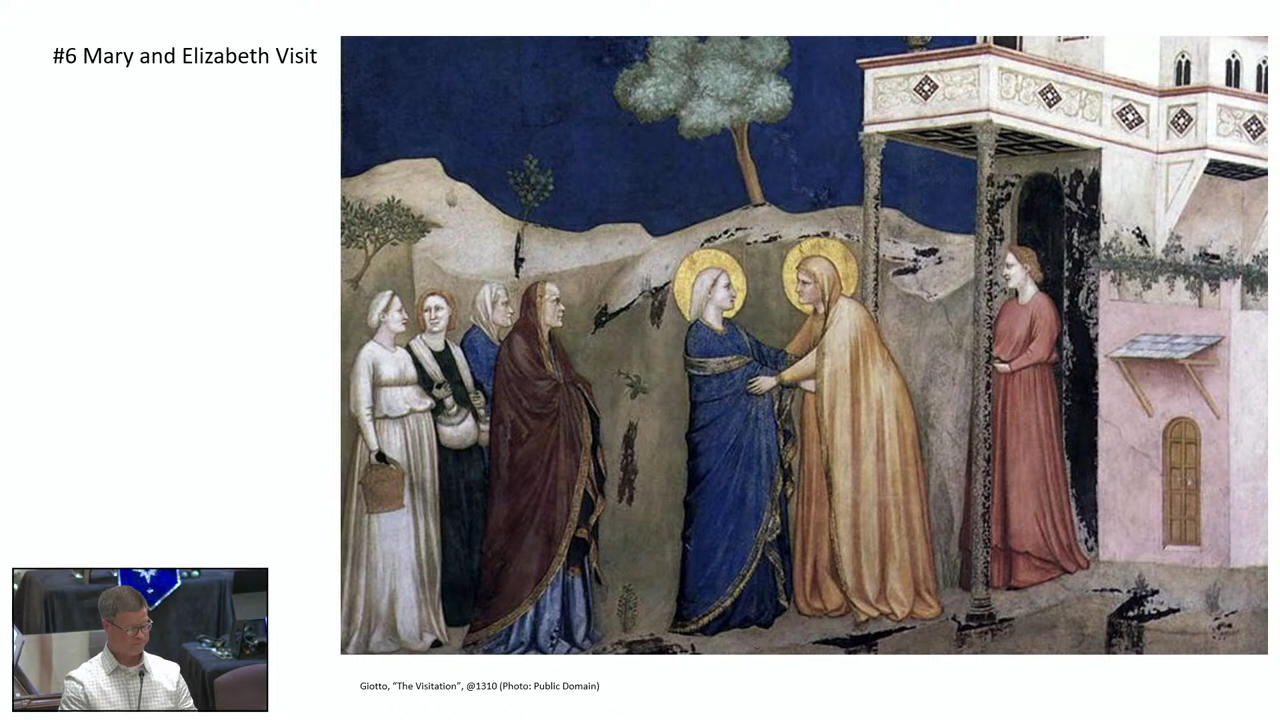 #6 Mary and Elizabeth Visit
Giotto, “The Visitation”, @1310 (Photo: Public Domain)